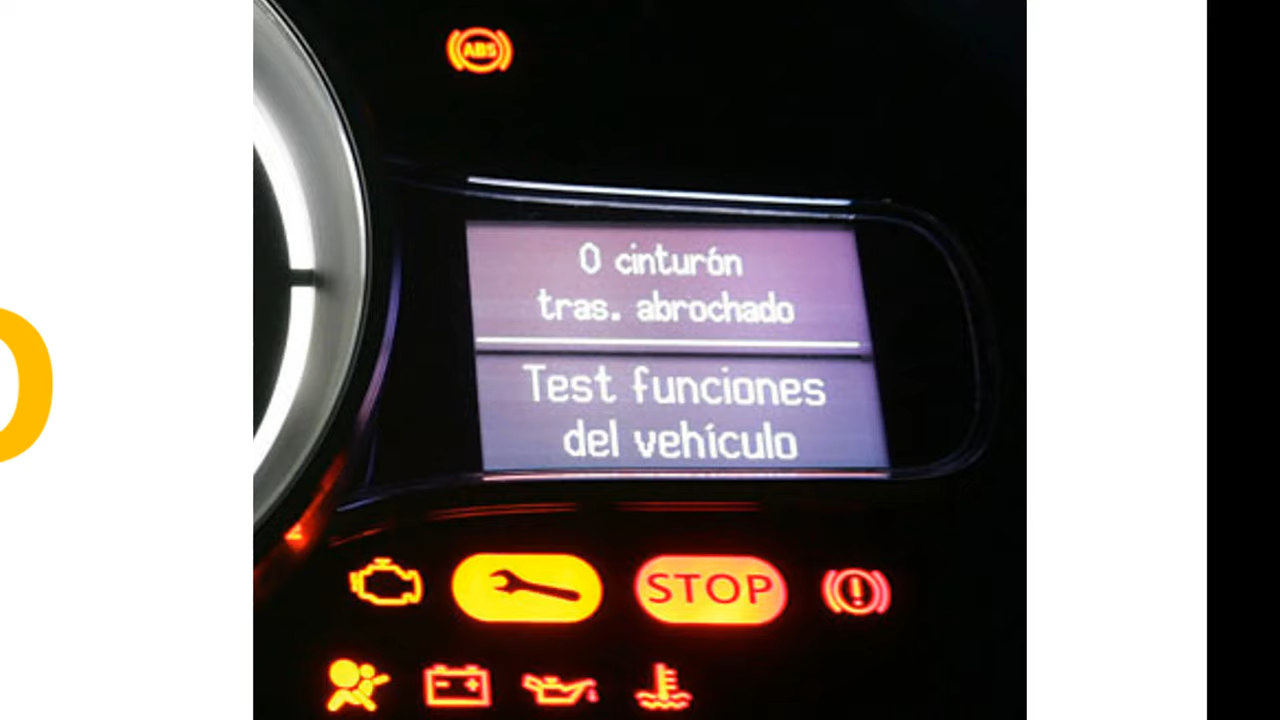 ABS
0 cinturón
tras. abrochado
Test funciones
del vehículo
STOP